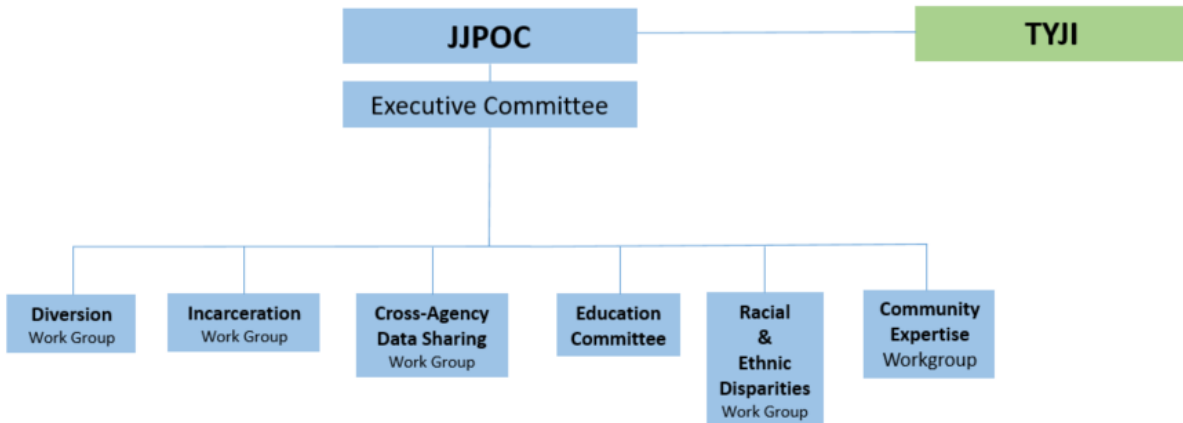 JJPOC
TYJI
Executive Committee
Diversion
Work Group
Incarceration
Work Group
Cross-Agency
Data Sharing
Work Group
Education
Committee
Racial
&
Ethnic
Disparities
Work Group
Community
Expertise
Workgroup